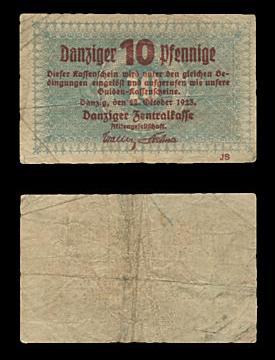 Danziger 10 Pfennige
Dieser Kassenschein wird unter den gleichen Be-
dingungen eingelöst und aufgerufen wie unsere
Gulden-Kassenscheine.
Danzig, den 22. Oktober 1923.
Danziger Zentralkasse
Aktiengesellschaft.
JS